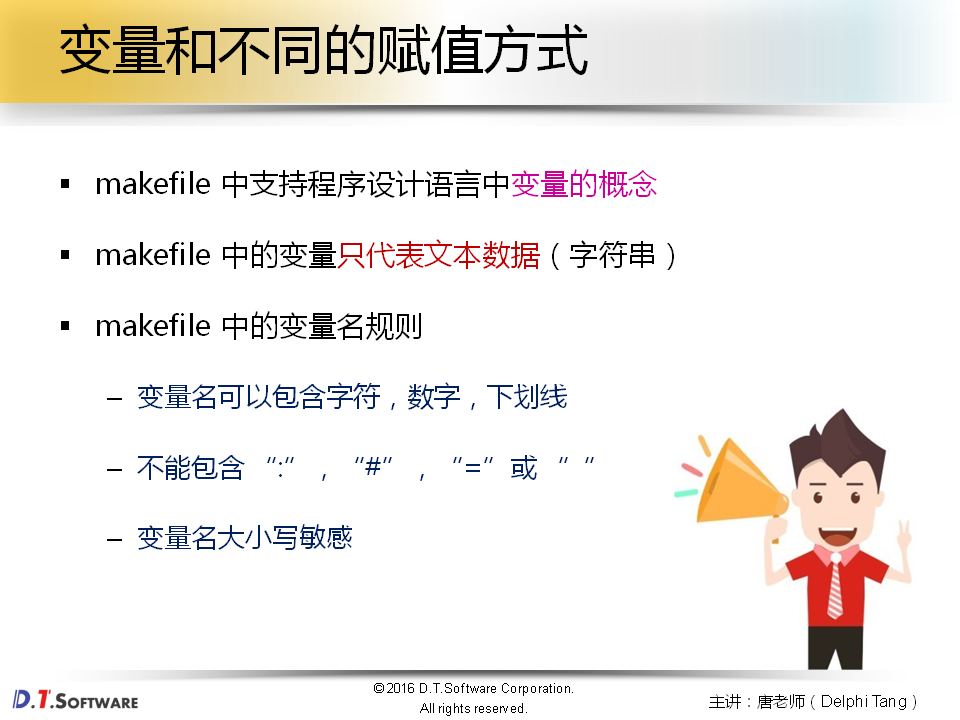 变量和不同的赋值方式
▪ makefile 中支持程序设计语言中变量的概念
▪ makefile 中的变量只代表文本数据（字符串）
▪ makefile 中的变量名规则
– 变量名可以包含字符，数字，下划线
– 不能包含 “:” ，“#” ，“=”或 ” “
– 变量名大小写敏感
D.T.SOFTWARE
©2016 D.T.Software Corporation.
All rights reserved.
主讲：唐老师（Delphi Tang）